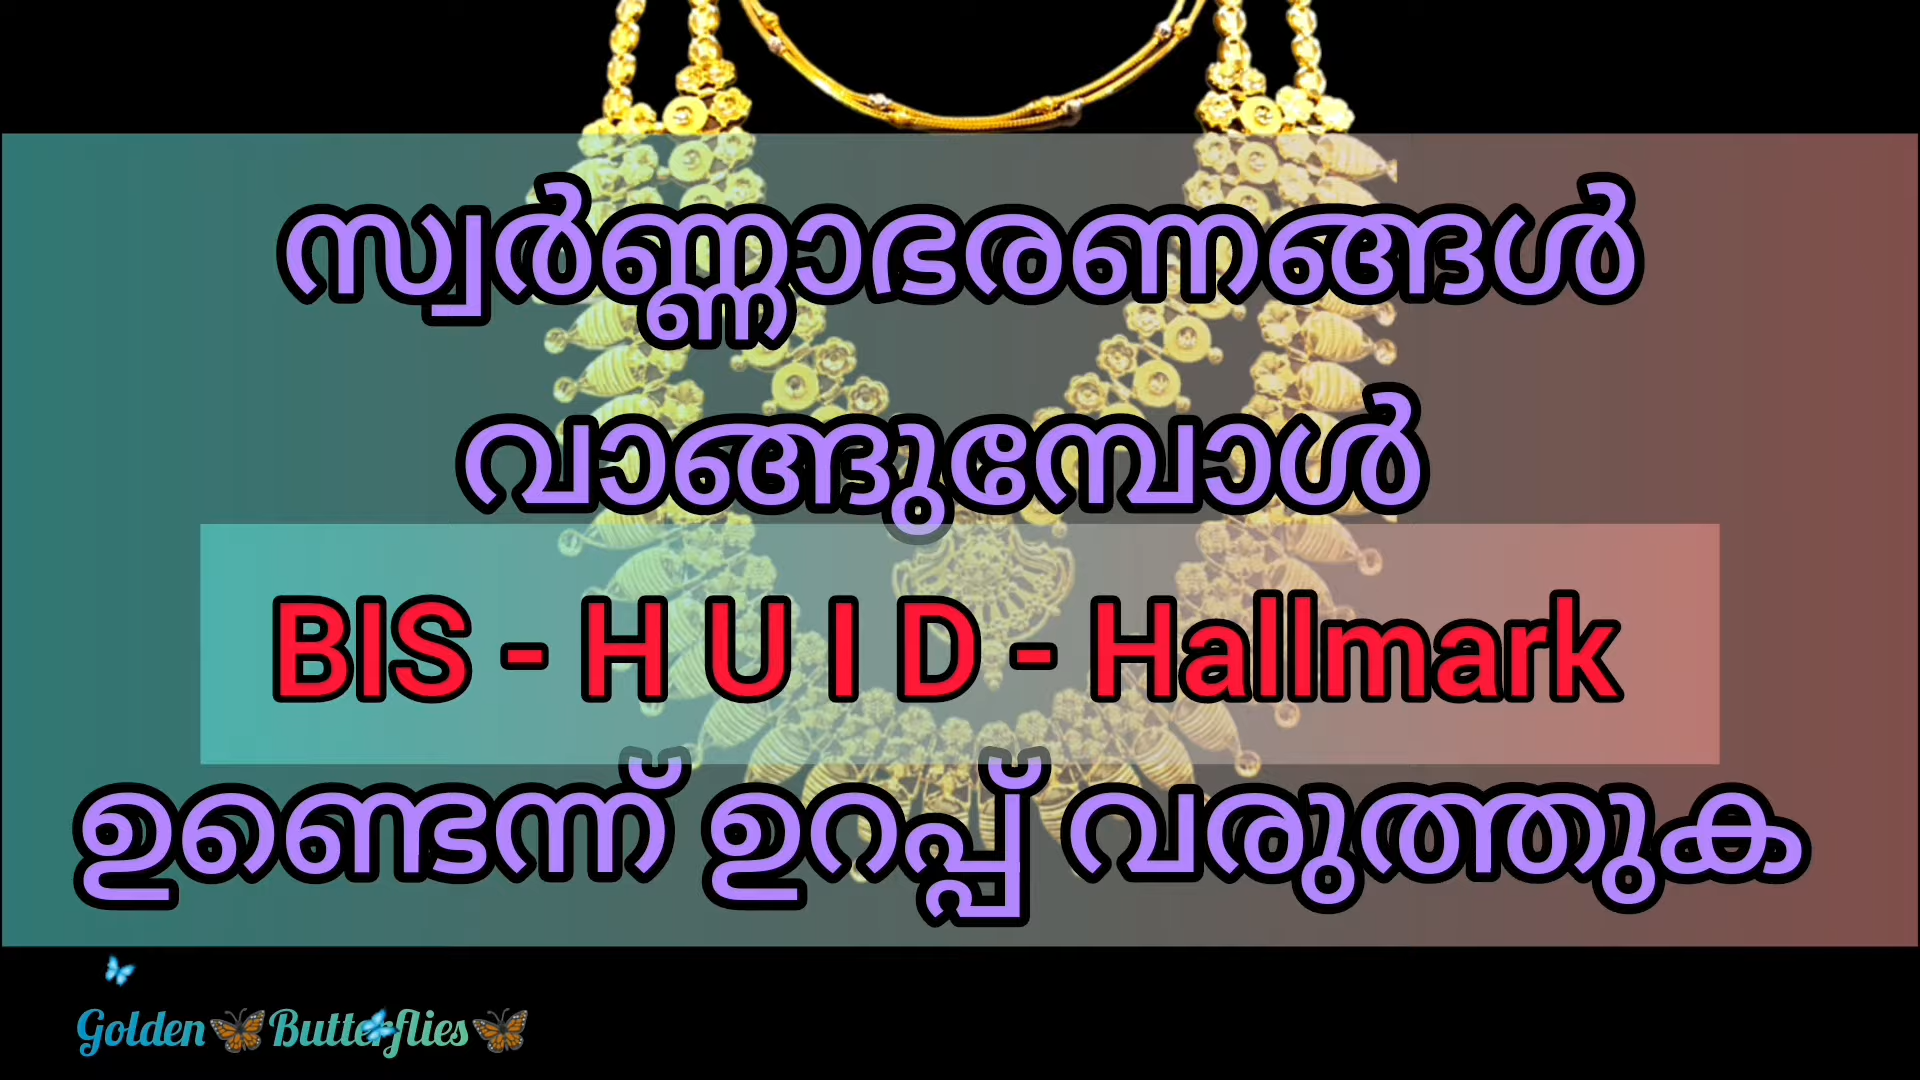 സ്വർണ്ണാഭരണങ്ങൾ
വാങ്ങുമ്പോൾ
BIS - H U I D - Hallmark
ഉണ്ടെന്ന് ഉറപ്പ് വരുത്തുക
Golden🦋Butterflies🦋